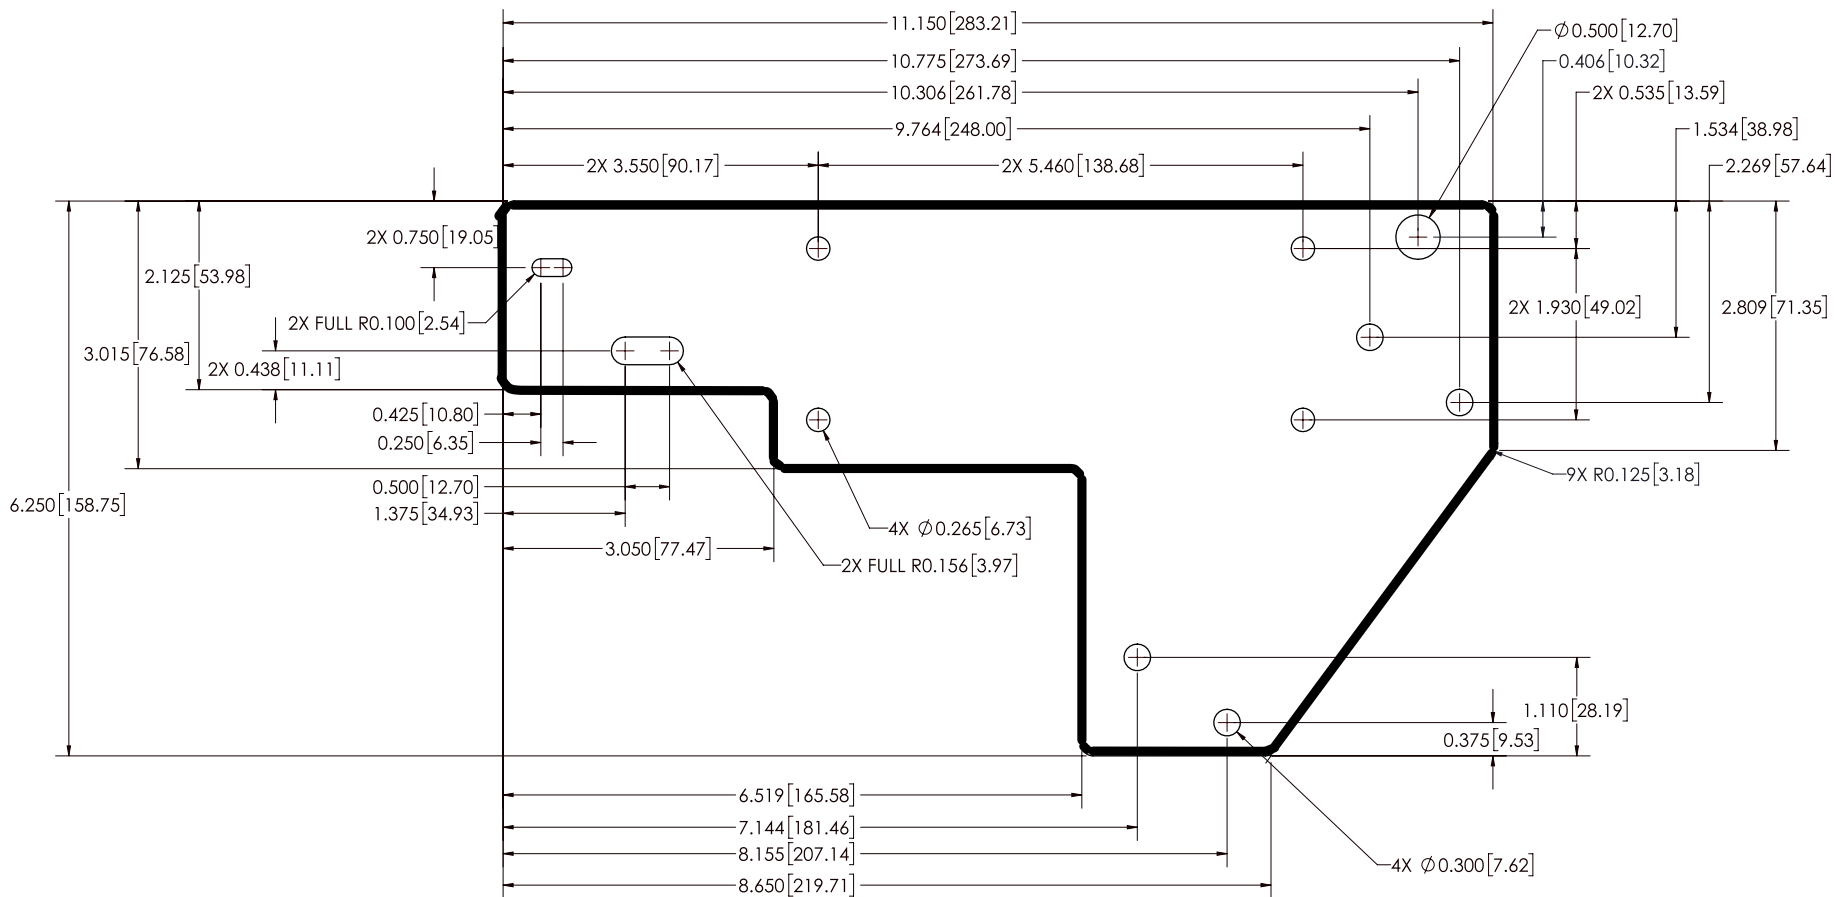 11.150[283.21]
Ø0.500[12.70]
10.775[273.69]
0.406[10.32]
10.306[261.78]
2X 0.535[13.59]
9.764[248.00]
1.534[38.98]
2X 3.550[90.17]
2X 5.460[138.68]
2.269[57.64]
2X 0.750[19.05]
2.125[53.98]
2X 1.930[49.02]
2.809[71.35]
2X FULL R0.100[2.54]
3.015[76.58]
2X 0.438[11.11]
0.425[10.80]
0.250[6.35]
9X R0.125[3.18]
0.500[12.70]
6.250[158.75]
1.375[34.93]
4X Ø0.265[6.73]
3.050[77.47]
2X FULL R0.156[3.97]
1.110[28.19]
0.375[9.53]
6.519[165.58]
7.144[181.46]
8.155[207.14]
4X Ø0.300[7.62]
8.650[219.71]